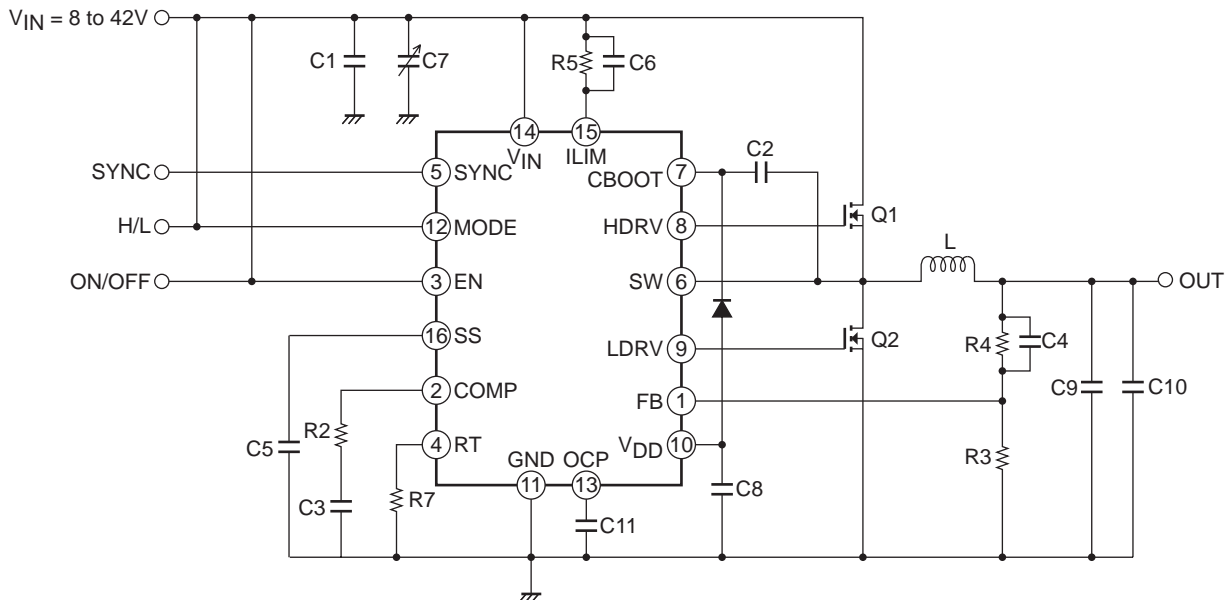 VIN = 8 to 42V
C1
C7
R5
C6
14
15
VIN
ILIM
SYNC
5
SYNC
CBOOT
7
C2
H/L
12
MODE
HDRV
8
Q1
ON/OFF
3
EN
SW
6
L
OUT
16
SS
LDRV
9
Q2
R4
C4
2
COMP
FB
1
C9
C10
C5
R2
4
RT
VDD
10
R3
GND
OCP
C3
R7
11
13
C8
C11